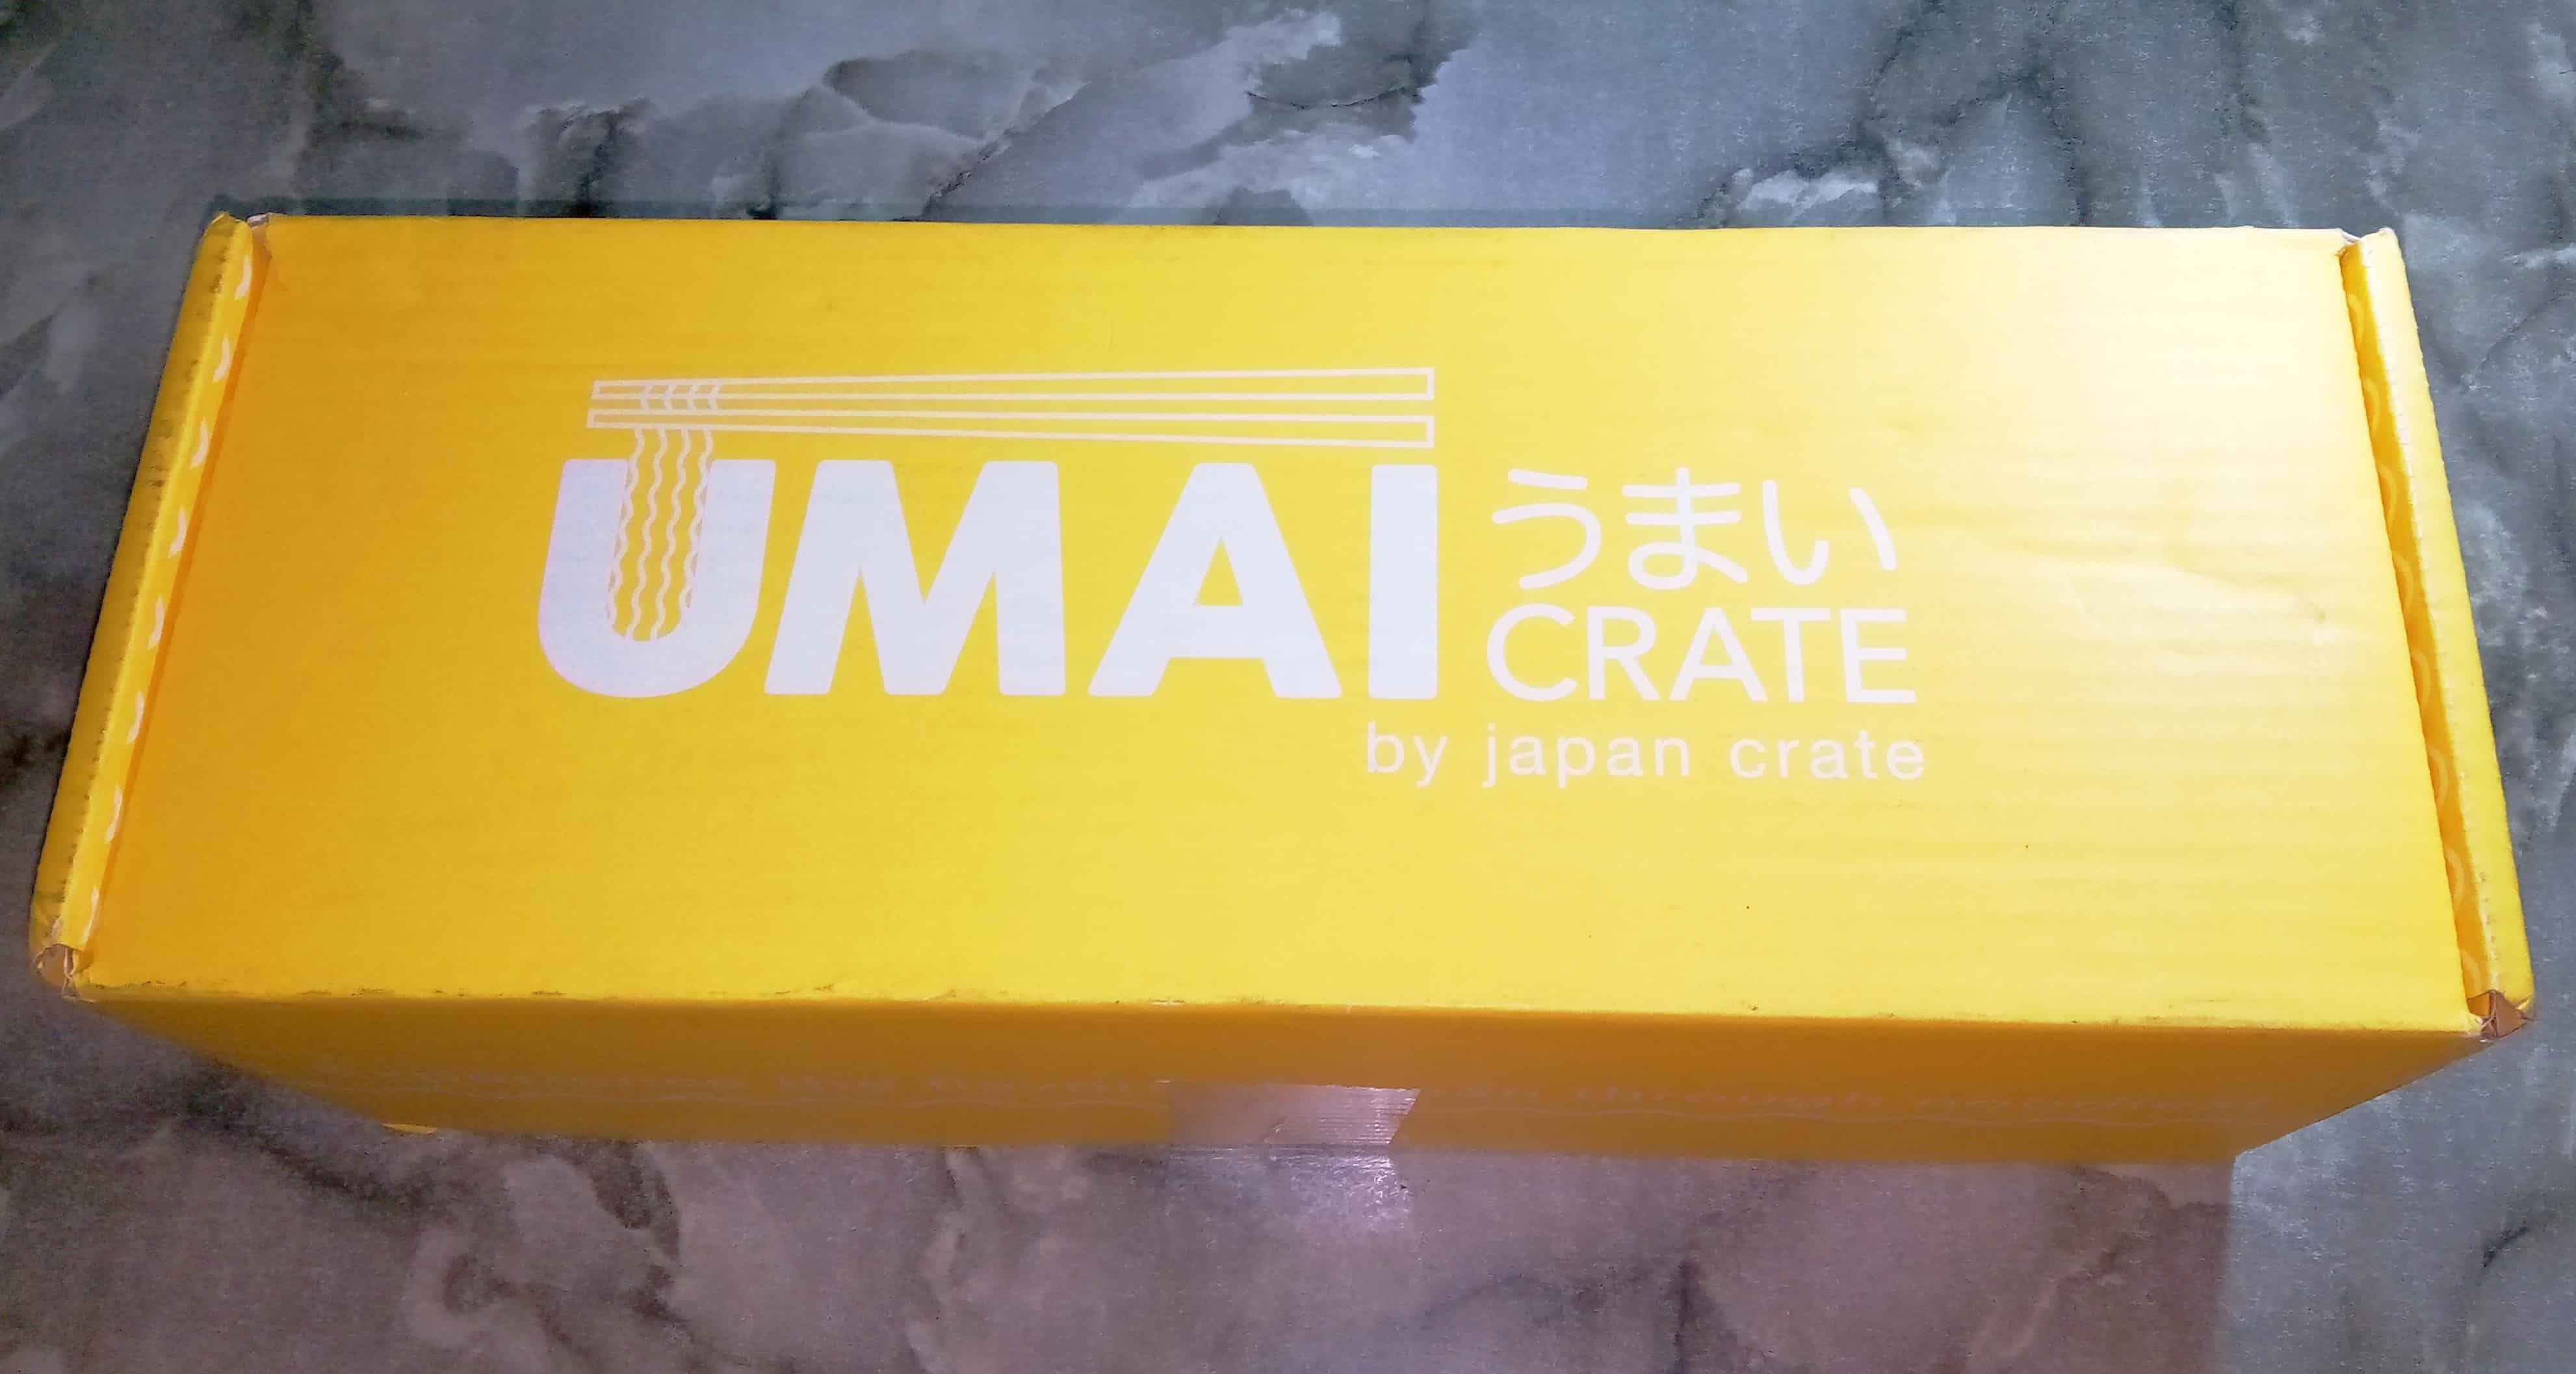 UMAI
うまい
CRATE
by japan crate